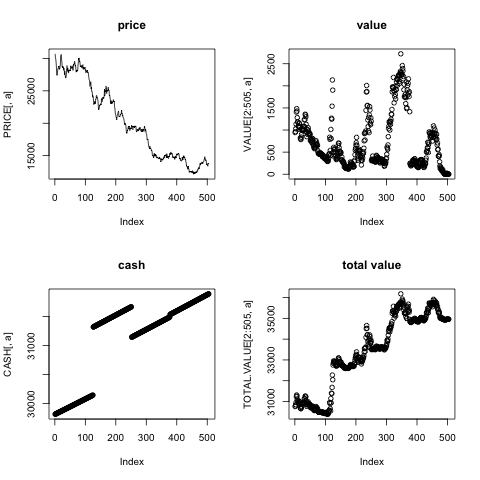 price
PRICE[, a]
15000 25000
0 100 200 300 400 500
Index
value
VALUE[2:505, a]
0 500 1500 2500
0 100 200 300 400 500
Index
cash
CASH[, a]
30000 31000
0 100 200 300 400 500
Index
total value
TOTAL.VALUE[2:505, a]
31000 33000 35000
0 100 200 300 400 500
Index